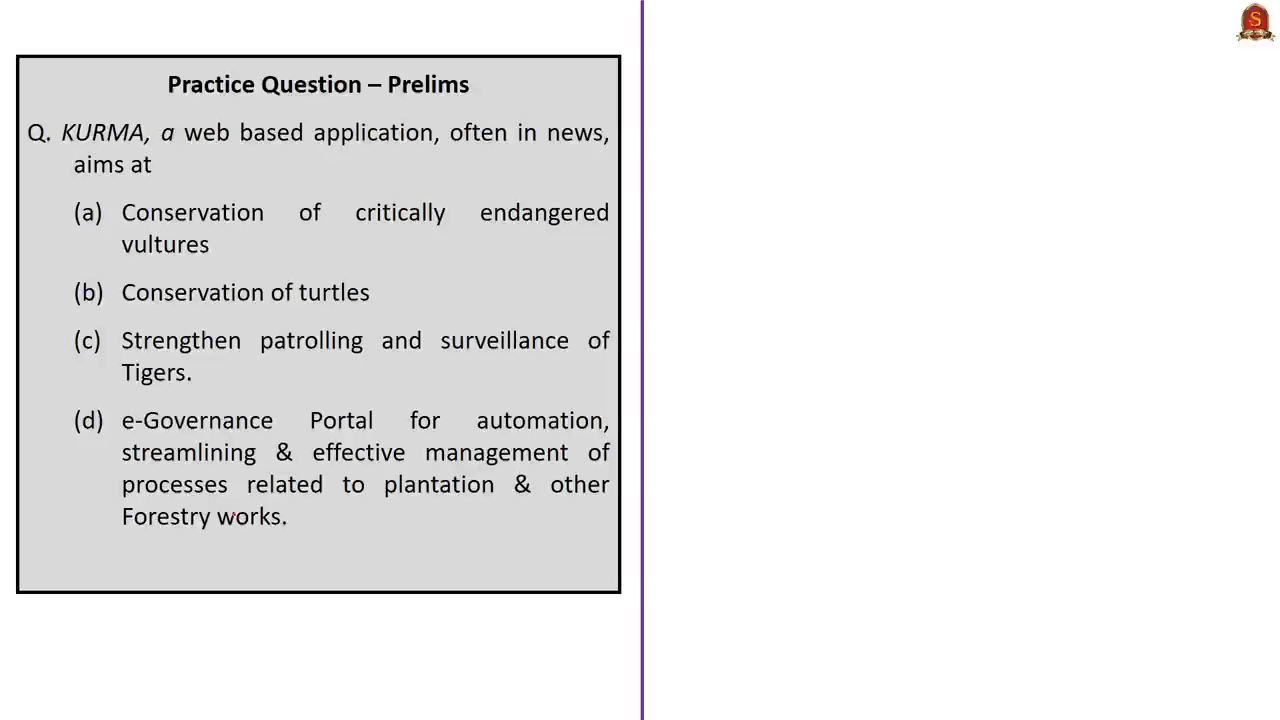 Practice Question – Prelims
Q. KURMA, a web based application, often in news,
aims at
(a) Conservation of critically endangered
vultures
(b) Conservation of turtles
(c) Strengthen patrolling and surveillance of
Tigers.
(d) e-Governance Portal for automation,
streamlining & effective management of
processes related to plantation & other
Forestry works.
S